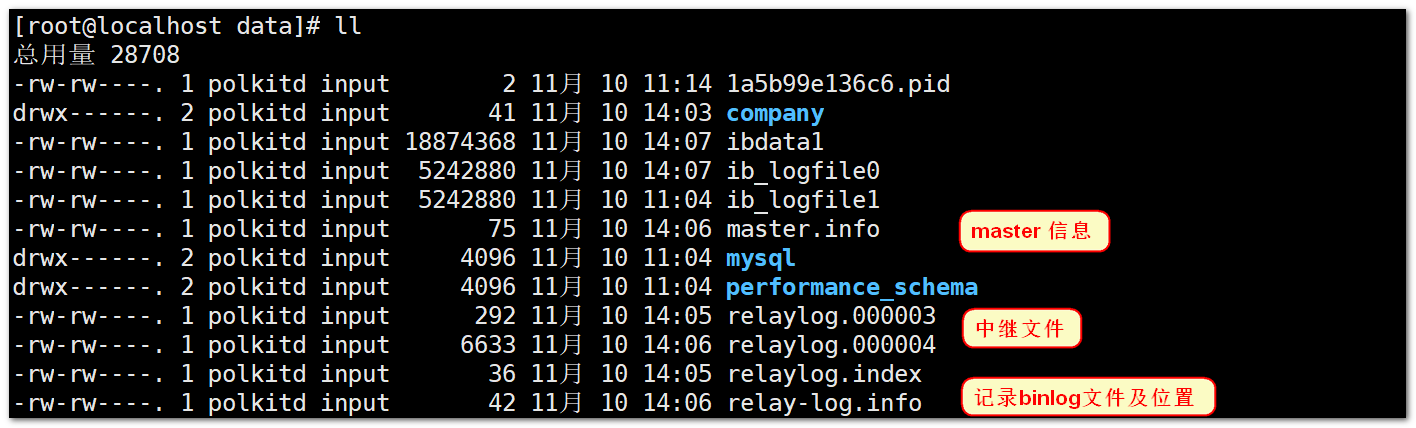 [root@localhost data]# ll
总用量 28708
-rw-rw----. 1 polkitd input        2 11月  10 11:14 1a5b99e136c6.pid
drwx------. 2 polkitd input       41 11月  10 14:03 company
-rw-rw----. 1 polkitd input 18874368 11月  10 14:07 ibdata1
-rw-rw----. 1 polkitd input  5242880 11月  10 14:07 ib_logfile0
-rw-rw----. 1 polkitd input  5242880 11月  10 11:04 ib_logfile1
-rw-rw----. 1 polkitd input       75 11月  10 14:06 master.info
master 信息
drwx------. 2 polkitd input     4096 11月  10 11:04 mysql
drwx------. 2 polkitd input     4096 11月  10 11:04 performance_schema
-rw-rw----. 1 polkitd input      292 11月  10 14:05 relaylog.000003
中继文件
-rw-rw----. 1 polkitd input     6633 11月  10 14:06 relaylog.000004
-rw-rw----. 1 polkitd input       36 11月  10 14:05 relaylog.index
记录binlog文件及位置
-rw-rw----. 1 polkitd input       42 11月  10 14:06 relay-log.info